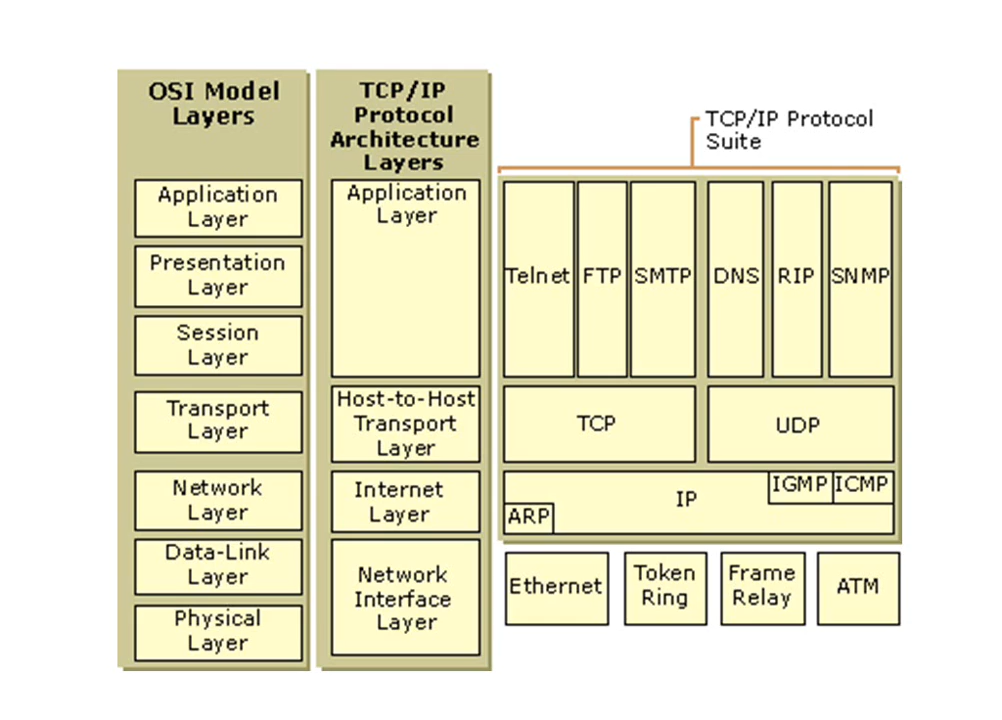 OSI Model
Layers
Application
Layer
Presentation
Layer
Session
Layer
Transport
Layer
Network
Layer
Data-Link
Layer
Physical
Layer
TCP/IP
Protocol
Architecture
Layers
Application
Layer
Host-to-Host
Transport
Layer
Internet
Layer
Network
Interface
Layer
TCP/IP Protocol
Suite
Telnet
FTP
SMTP
DNS
RIP
SNMP
TCP
UDP
IP
IGMP
ICMP
ARP
Ethernet
Token
Ring
Frame
Relay
ATM